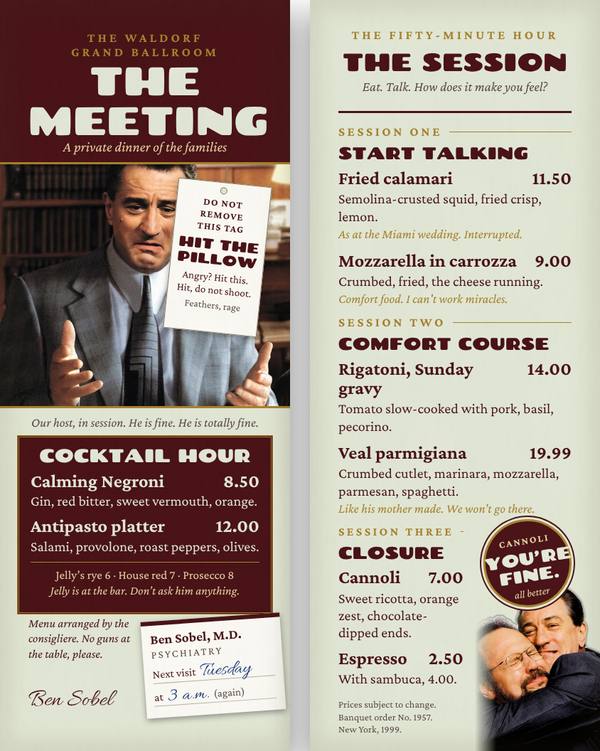 THE WALDORF
GRAND BALLROOM
THE
MEETING
A private dinner of the families
DO NOT
REMOVE
THIS TAG
HIT THE
PILLOW
Angry? Hit this.
Hit, do not shoot.
Feathers, rage
Our host, in session. He is fine. He is totally fine.
COCKTAIL HOUR
Calming Negroni 8.50
Gin, red bitter, sweet vermouth, orange.
Antipasto platter 12.00
Salami, provolone, roast peppers, olives.
Jelly's rye 6 · House red 7 · Prosecco 8
Jelly is at the bar. Don't ask him anything.
Menu arranged by the
consigliere. No guns at
the table, please.
Ben Sobel
Ben Sobel, M.D.
PSYCHIATRY
Next visit Tuesday
at 3 a.m. (again)
THE FIFTY-MINUTE HOUR
THE SESSION
Eat. Talk. How does it make you feel?
SESSION ONE
START TALKING
Fried calamari 11.50
Semolina-crusted squid, fried crisp,
lemon.
As at the Miami wedding. Interrupted.
Mozzarella in carrozza 9.00
Crumbed, fried, the cheese running.
Comfort food. I can't work miracles.
SESSION TWO
COMFORT COURSE
Rigatoni, Sunday 14.00
gravy
Tomato slow-cooked with pork, basil,
pecorino.
Veal parmigiana 19.99
Crumbed cutlet, marinara, mozzarella,
parmesan, spaghetti.
Like his mother made. We won't go there.
SESSION THREE
CLOSURE
Cannoli 7.00
Sweet ricotta, orange
zest, chocolate-
dipped ends.
Espresso 2.50
With sambuca, 4.00.
CANNOLI
YOU'RE
FINE.
all better
Prices subject to change.
Banquet order No. 1957.
New York, 1999.